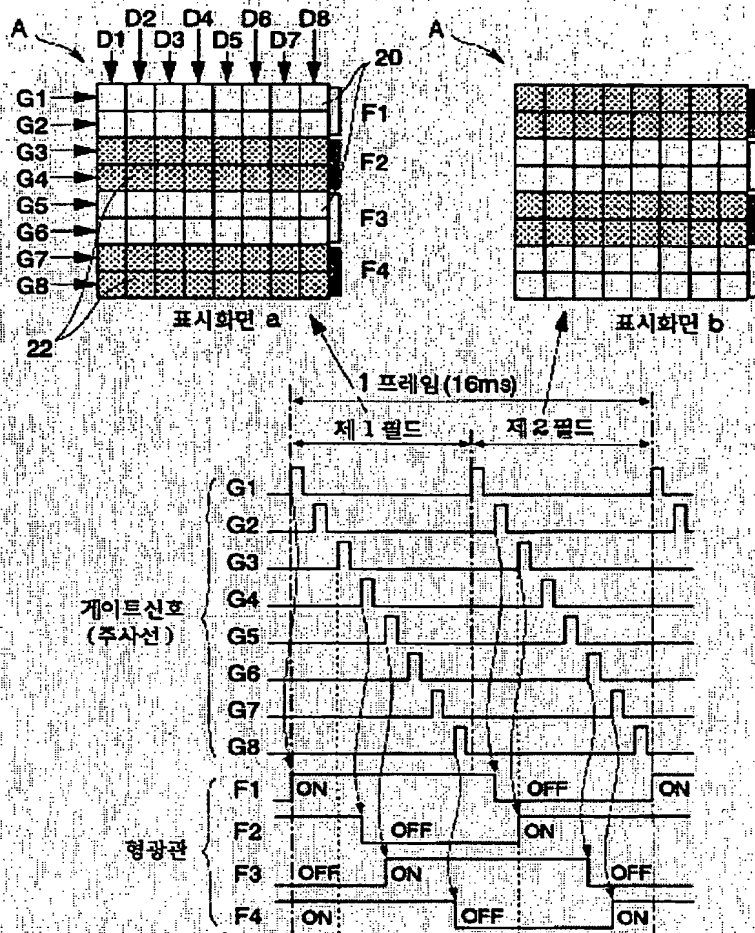 A
D2 D4 D6 D8
D1 D3 D5 D7
20
G1
G2
G3
G4
G5
G6
G7
G8
F1
F2
F3
F4
22
표시화면 a
A
표시화면 b
1 프레임(16ms)
제 1 필드
제 2 필드
게이트신호
(주사선)
G1
G2
G3
G4
G5
G6
G7
G8
형광관
F1 ON OFF ON
F2 OFF ON
F3 OFF ON OFF
F4 ON OFF ON